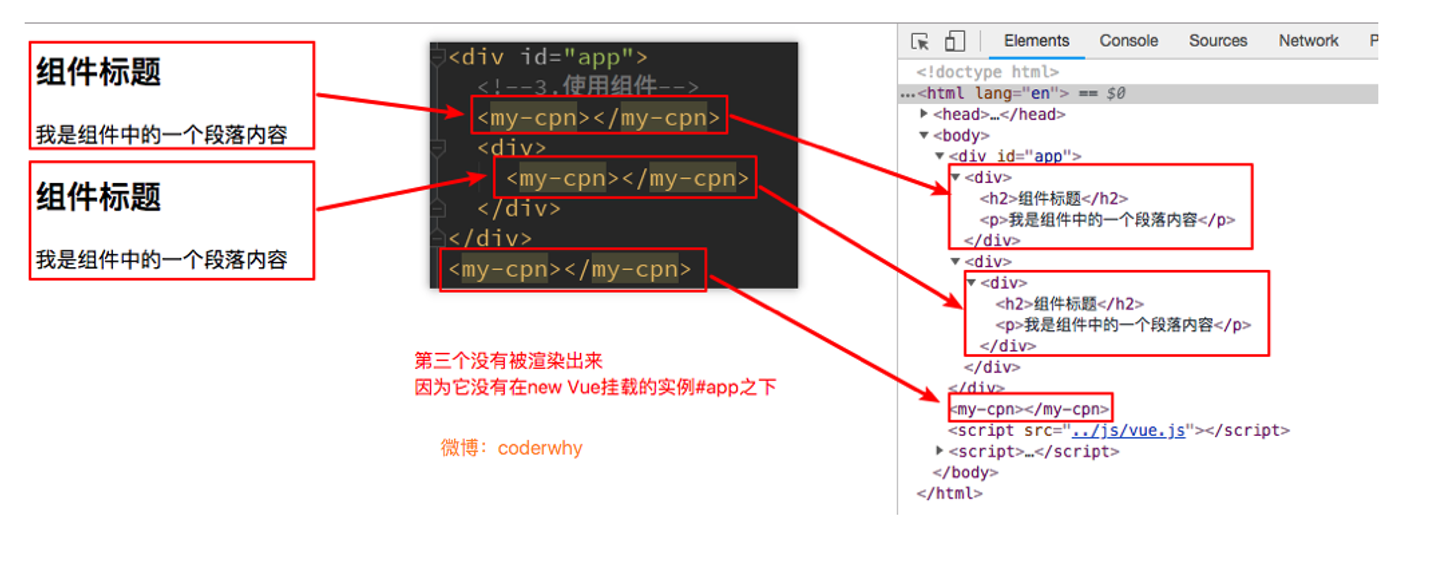 组件标题
我是组件中的一个段落内容
组件标题
我是组件中的一个段落内容
<div id="app">
<!--3.使用组件-->
<my-cpn></my-cpn>
<div>
<my-cpn></my-cpn>
</div>
</div>
<my-cpn></my-cpn>
第三个没有被渲染出来
因为它没有在new Vue挂载的实例#app之下
微博：coderwhy
Elements Console Sources Network P
<!doctype html>
…<html lang="en"> == $0
<head>…</head>
<body>
<div id="app">
<div>
<h2>组件标题</h2>
<p>我是组件中的一个段落内容</p>
</div>
<div>
<div>
<h2>组件标题</h2>
<p>我是组件中的一个段落内容</p>
</div>
</div>
</div>
<my-cpn></my-cpn>
<script src="../js/vue.js"></script>
<script>…</script>
</body>
</html>